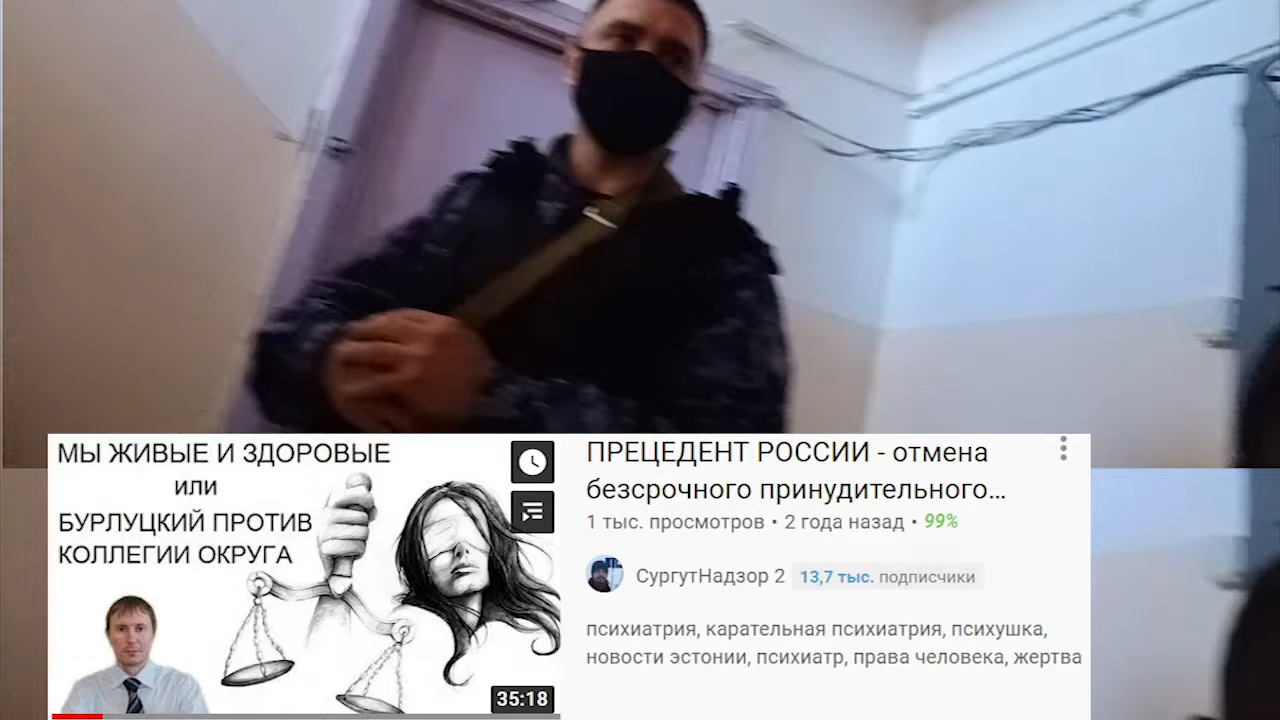 МЫ ЖИВЫЕ И ЗДОРОВЫЕ
или
БУРЛУЦКИЙ ПРОТИВ
КОЛЛЕГИИ ОКРУГА
35:18
ПРЕЦЕДЕНТ РОССИИ - отмена
безсрочного принудительного...
1 тыс. просмотров • 2 года назад • 99%
СургутНадзор 2 13,7 тыс. подписчики
психиатрия, карательная психиатрия, психушка,
новости эстонии, психиатр, права человека, жертва